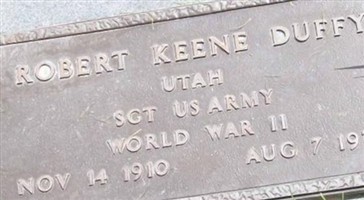 ROBERT KEENE DUFFY
UTAH
SGT US ARMY
WORLD WAR II
NOV 14 1910 AUG 7 19